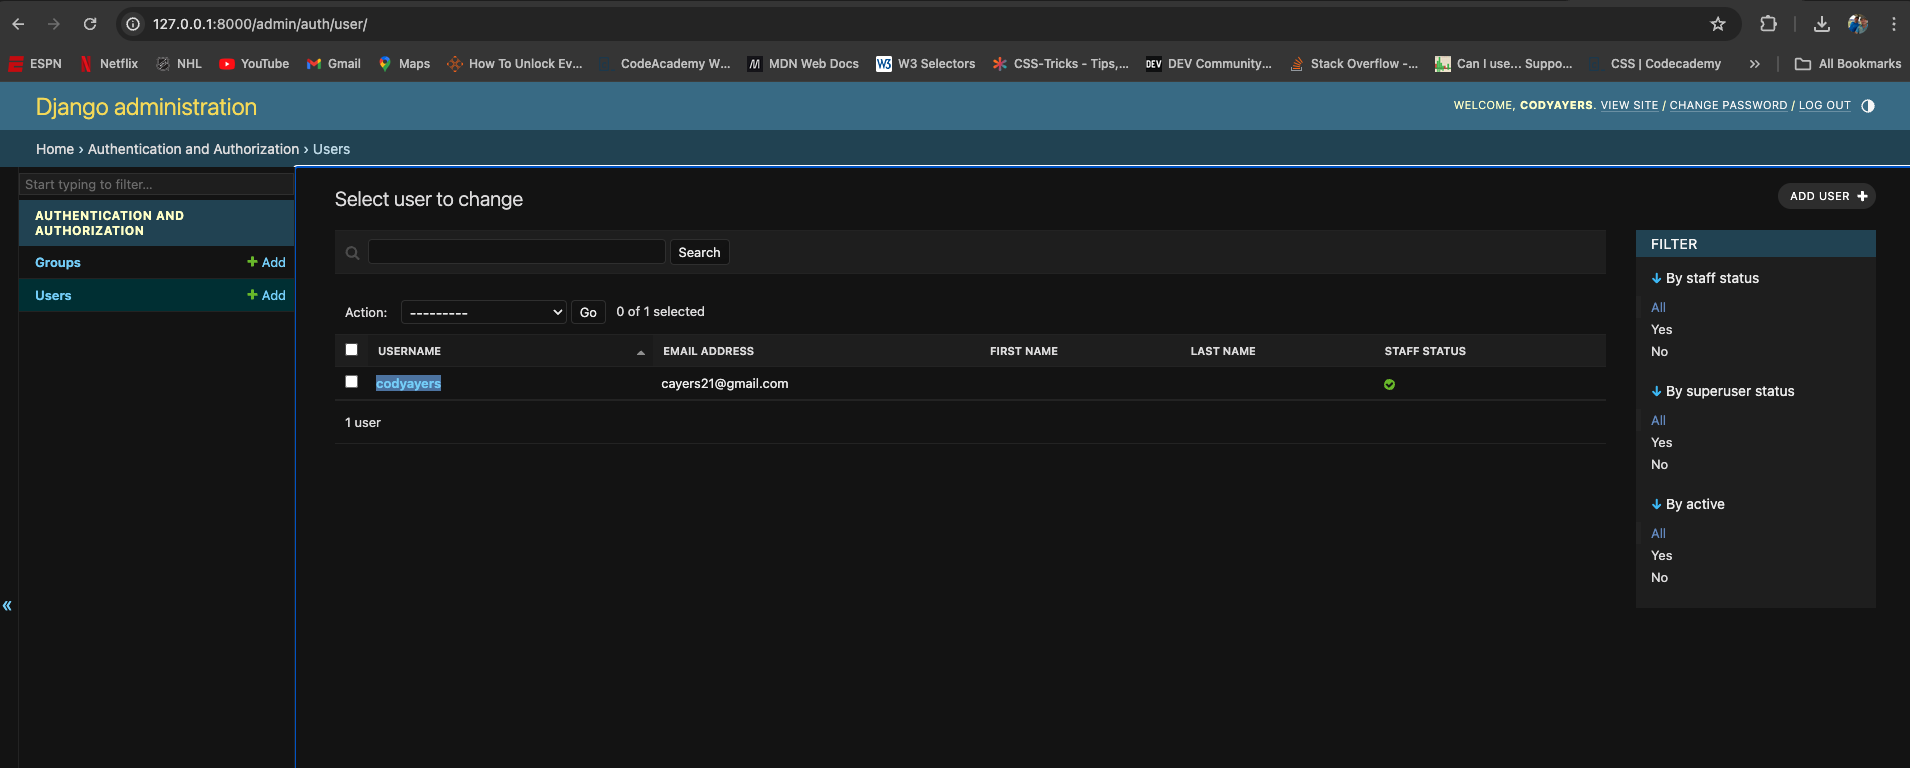 127.0.0.1:8000/admin/auth/user/
ESPN Netflix NHL YouTube Gmail Maps How To Unlock Ev... CodeAcademy W... MDN Web Docs W3 Selectors CSS-Tricks - Tips,... DEV Community... Stack Overflow -... Can I use... Suppo... CSS | Codecademy » All Bookmarks
Django administration
WELCOME, CODYAYERS. VIEW SITE / CHANGE PASSWORD / LOG OUT
Home › Authentication and Authorization › Users
Start typing to filter...
AUTHENTICATION AND
AUTHORIZATION
Groups + Add
Users + Add
«
Select user to change
ADD USER +
Search
Action: --------- Go 0 of 1 selected
USERNAME EMAIL ADDRESS FIRST NAME LAST NAME STAFF STATUS
codyayers cayers21@gmail.com
1 user
FILTER
↓ By staff status
All
Yes
No
↓ By superuser status
All
Yes
No
↓ By active
All
Yes
No